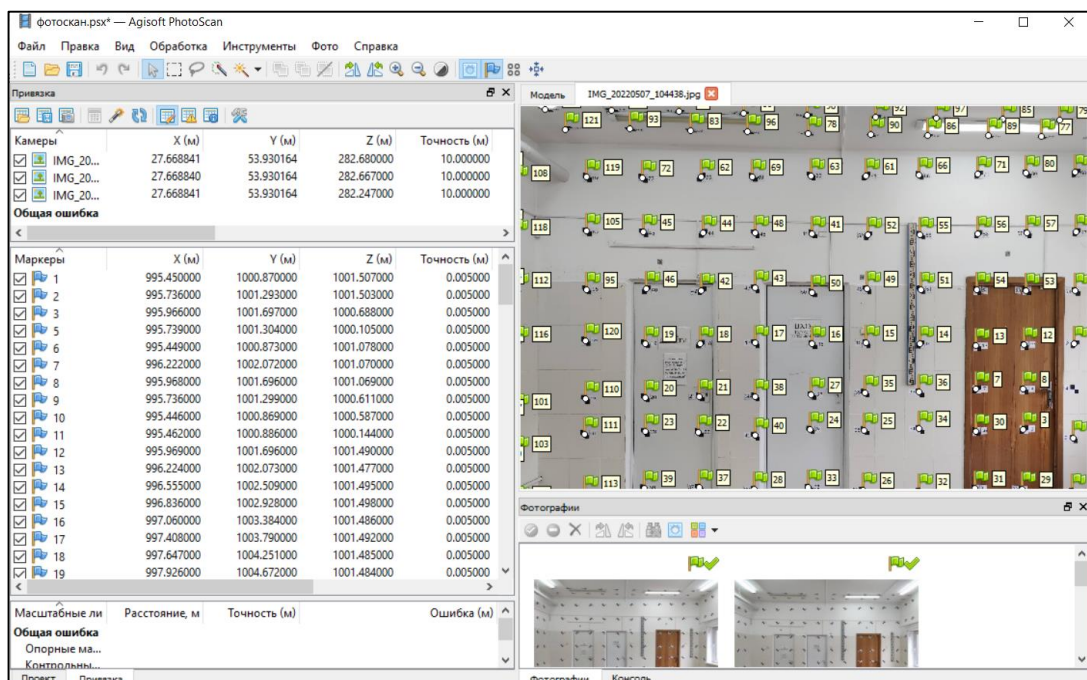 фотоскан.psx* — Agisoft PhotoScan
Файл Правка Вид Обработка Инструменты Фото Справка
Привязка
Камеры X (м) Y (м) Z (м) Точность (м)
IMG_20... 27.668841 53.930164 282.680000 10.000000
IMG_20... 27.668840 53.930164 282.667000 10.000000
IMG_20... 27.668841 53.930164 282.247000 10.000000
Общая ошибка
Маркеры X (м) Y (м) Z (м) Точность (м)
1 995.450000 1000.870000 1001.507000 0.005000
2 995.736000 1001.293000 1001.503000 0.005000
3 995.966000 1001.697000 1000.688000 0.005000
5 995.739000 1001.304000 1000.105000 0.005000
6 995.449000 1000.873000 1001.078000 0.005000
7 996.222000 1002.072000 1001.070000 0.005000
8 995.968000 1001.696000 1001.069000 0.005000
9 995.736000 1001.299000 1000.611000 0.005000
10 995.446000 1000.869000 1000.587000 0.005000
11 995.462000 1000.886000 1000.144000 0.005000
12 995.969000 1001.696000 1001.490000 0.005000
13 996.224000 1002.073000 1001.477000 0.005000
14 996.555000 1002.509000 1001.495000 0.005000
15 996.836000 1002.928000 1001.498000 0.005000
16 997.060000 1003.384000 1001.486000 0.005000
17 997.408000 1003.790000 1001.492000 0.005000
18 997.647000 1004.251000 1001.485000 0.005000
19 997.926000 1004.672000 1001.484000 0.005000
Масштабные ли Расстояние, м Точность (м) Ошибка (м)
Общая ошибка
Опорные ма...
Контрольны...
Проект Привязка
Модель IMG_20220507_104438.jpg
121 93 83 96 78 90 86 89 77
108 119 72 62 69 63 61 66 71 80
118 105 45 44 48 41 52 55 56 57
112 95 46 42 43 50 49 51 54 53
116 120 19 18 17 16 15 14 13 12
101 110 20 21 38 27 35 36 7 8
103 111 23 22 40 24 25 34 30 3
113 39 37 28 33 26 32 31 29
Фотографии
Фотографии Консоль